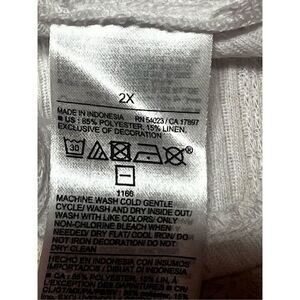 2X
MADE IN INDONESIA RN 54023 / CA 17897
■ US : 85% POLYESTER, 15% LINEN,
EXCLUSIVE OF DECORATION
30
1166
MACHINE WASH COLD GENTLE
CYCLE/ WASH AND DRY INSIDE OUT/
WASH WITH LIKE COLORS/ ONLY
NON-CHLORINE BLEACH WHEN
NEEDED/ DRY FLAT/ COOL IRON/ DO
NOT IRON DECORATION/ DO NOT
DRY CLEAN
HECHO EN INDONESIA CON INSUMOS